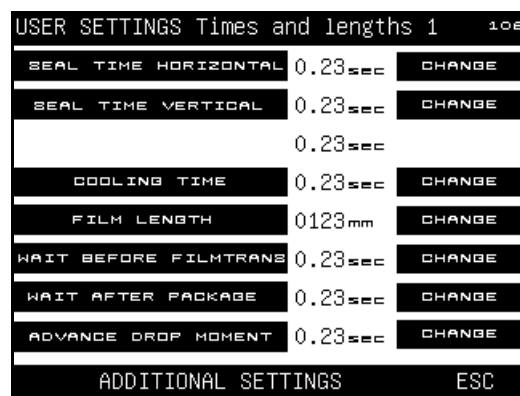 USER SETTINGS Times and lengths 1 106
SEAL TIME HORIZONTAL 0.23sec CHANGE
SEAL TIME VERTICAL 0.23sec CHANGE
0.23sec
COOLING TIME 0.23sec CHANGE
FILM LENGTH 0123mm CHANGE
WAIT BEFORE FILMTRANS 0.23sec CHANGE
WAIT AFTER PACKAGE 0.23sec CHANGE
ADVANCE DROP MOMENT 0.23sec CHANGE
ADDITIONAL SETTINGS ESC